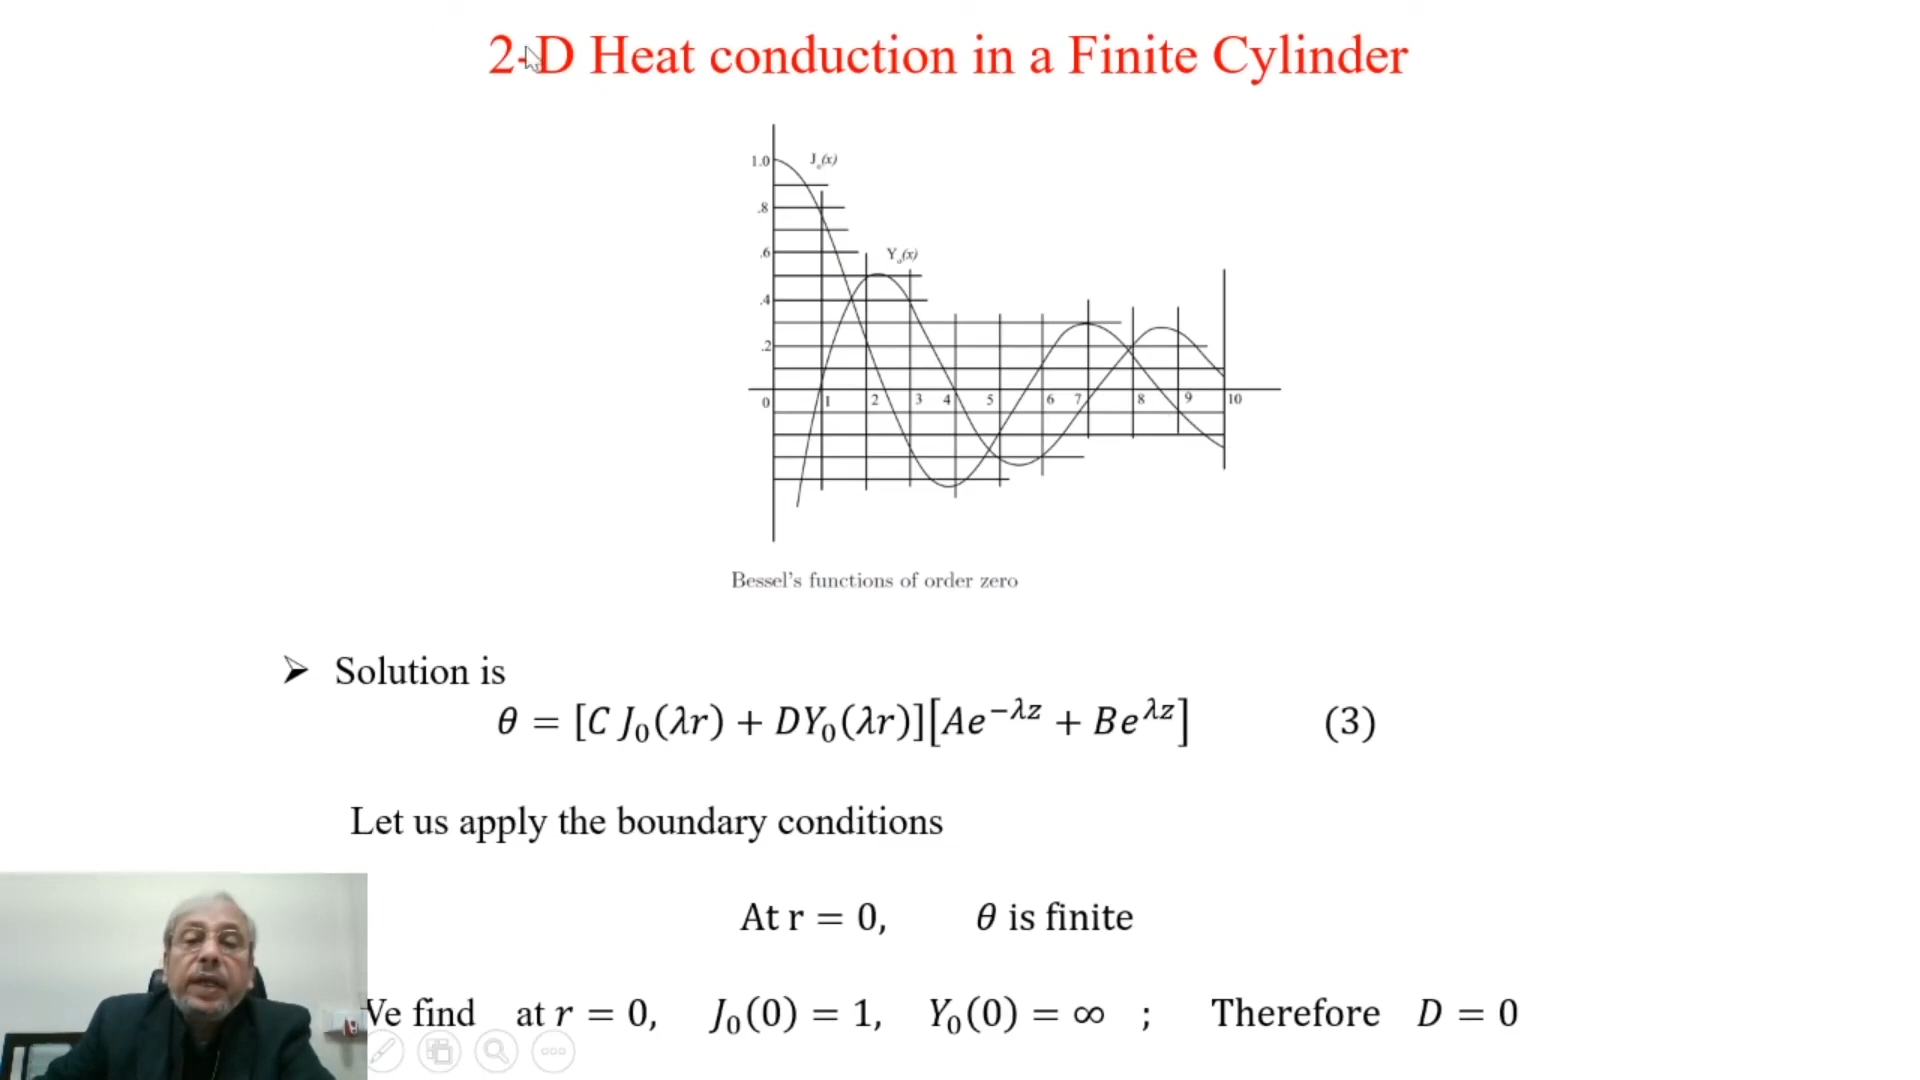 2-D Heat conduction in a Finite Cylinder
1.0 J₀(x)
.8
.6 Y₀(x)
.4
.2
0 1 2 3 4 5 6 7 8 9 10
Bessel's functions of order zero
➢ Solution is
θ = [C J₀(λr) + DY₀(λr)][Ae^{−λz} + Be^{λz}] (3)
Let us apply the boundary conditions
At r = 0, θ is finite
We find at r = 0, J₀(0) = 1, Y₀(0) = ∞ ; Therefore D = 0